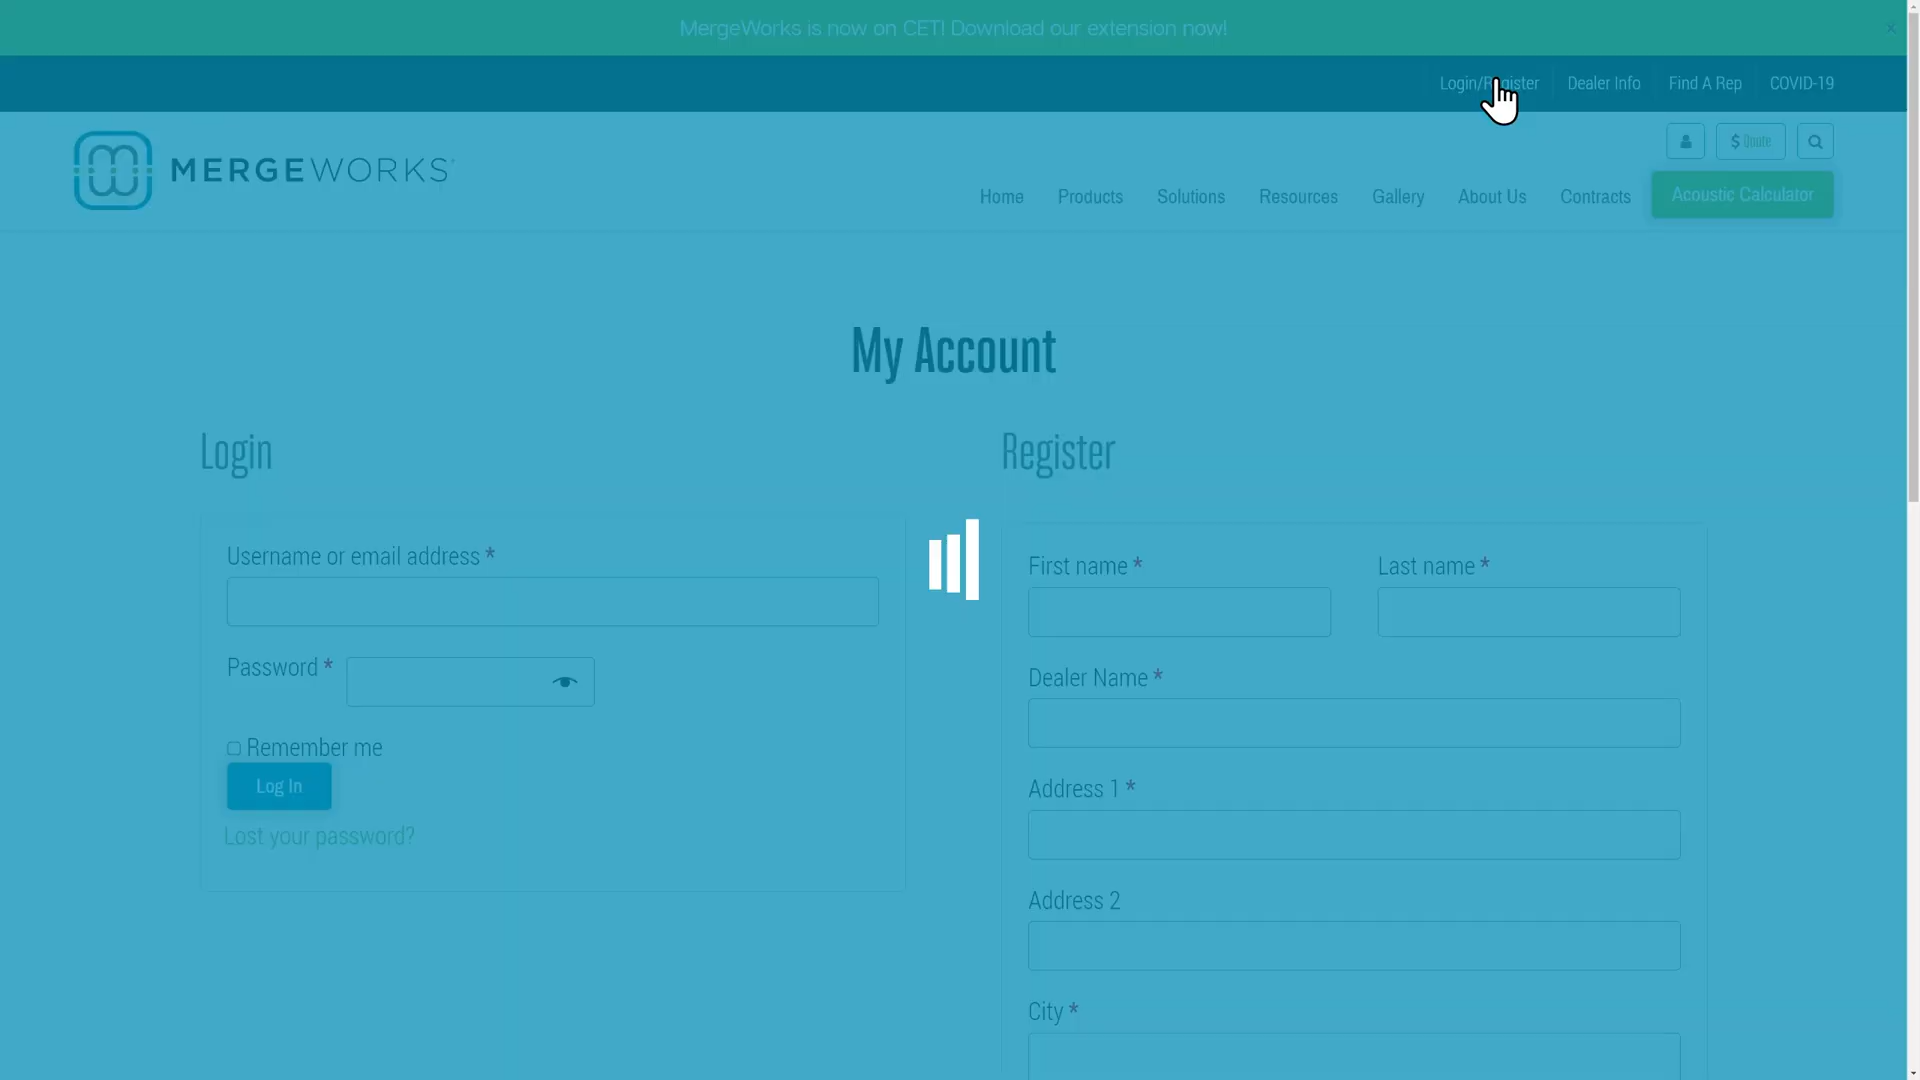 MergeWorks is now on CET! Download our extension now!
×
Login/Register
Dealer Info
Find A Rep
COVID-19
MERGEWORKS
$ Quote
Home
Products
Solutions
Resources
Gallery
About Us
Contracts
Acoustic Calculator
My Account
Login
Register
Username or email address *
Password *
Remember me
Log In
Lost your password?
First name *
Last name *
Dealer Name *
Address 1 *
Address 2
City *